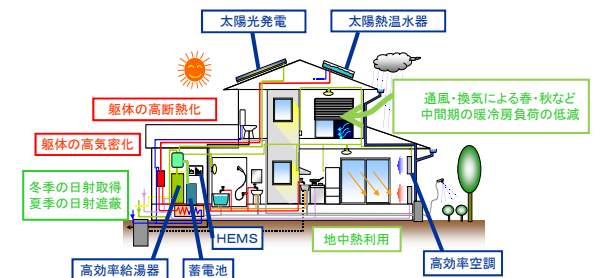 太陽光発電
太陽熱温水器
通風・換気による春・秋など
中間期の暖冷房負荷の低減
躯体の高断熱化
躯体の高気密化
冬季の日射取得
夏季の日射遮蔽
HEMS
地中熱利用
高効率空調
高効率給湯器
蓄電池